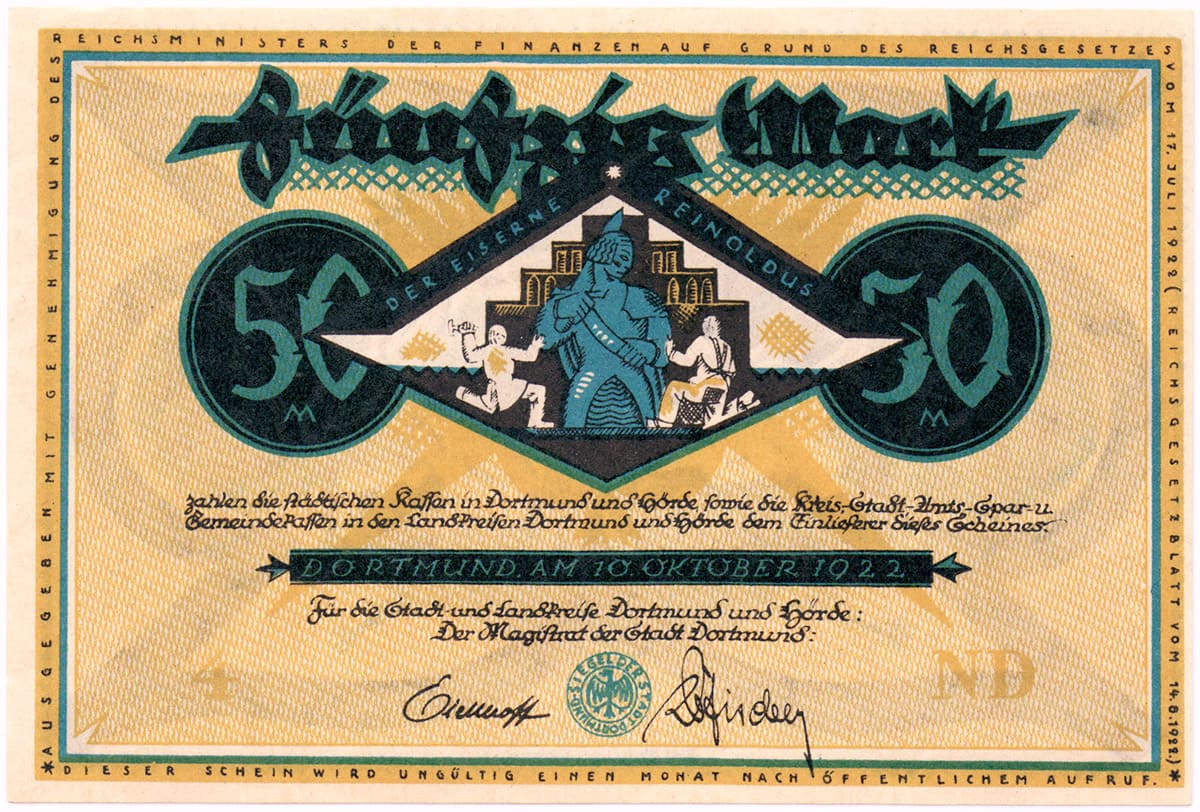 *AUSGEGEBEN MIT GENEHMIGUNG DES
REICHSMINISTERS DER FINANZEN AUF GRUND DES REICHSGESETZES
VOM 17. JULI 1922 (REICHSGESETZBLATT VOM 14.8.1922.)
*DIESER SCHEIN WIRD UNGÜLTIG EINEN MONAT NACH ÖFFENTLICHEM AUFRUF.*
Fünfzig Mark
DER EISERNE REINOLDUS
50 M
50 M
zahlen die städtischen Kassen in Dortmund und Hörde, sowie die Kreis-, Stadt-, Amts-, Spar- u.
Gemeindekassen in den Landkreisen Dortmund und Hörde dem Einlieferer dieses Scheines.
DORTMUND, AM 10. OKTOBER 1922
Für die Stadt- und Landkreise Dortmund und Hörde:
Der Magistrat der Stadt Dortmund:
4 ND
Eichhoff
SIEGEL DER STADT DORTMUND